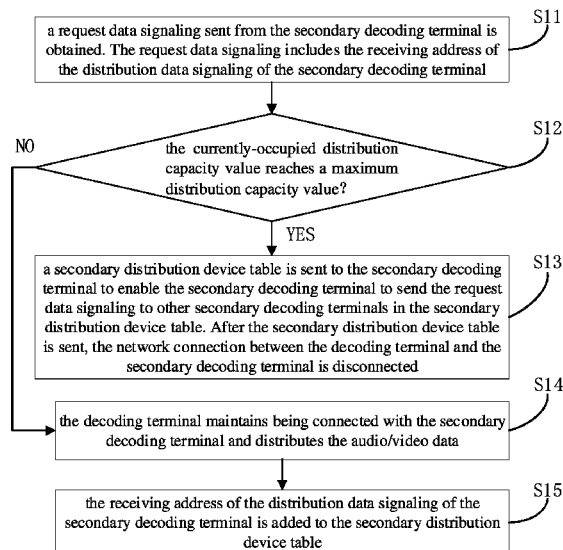 S11
a request data signaling sent from the secondary decoding terminal is
obtained. The request data signaling includes the receiving address of
the distribution data signaling of the secondary decoding terminal
S12
NO
the currently-occupied distribution
capacity value reaches a maximum
distribution capacity value?
YES
S13
a secondary distribution device table is sent to the secondary decoding
terminal to enable the secondary decoding terminal to send the request
data signaling to other secondary decoding terminals in the secondary
distribution device table. After the secondary distribution device table
is sent, the network connection between the decoding terminal and the
secondary decoding terminal is disconnected
S14
the decoding terminal maintains being connected with the secondary
decoding terminal and distributes the audio/video data
S15
the receiving address of the distribution data signaling of the
secondary decoding terminal is added to the secondary distribution
device table